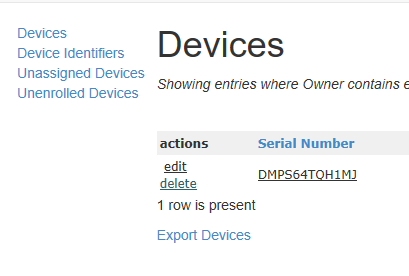 Devices
Device Identifiers
Unassigned Devices
Unenrolled Devices
Devices
Showing entries where Owner contains e
actions Serial Number
edit
delete
DMPS64TQH1MJ
1 row is present
Export Devices